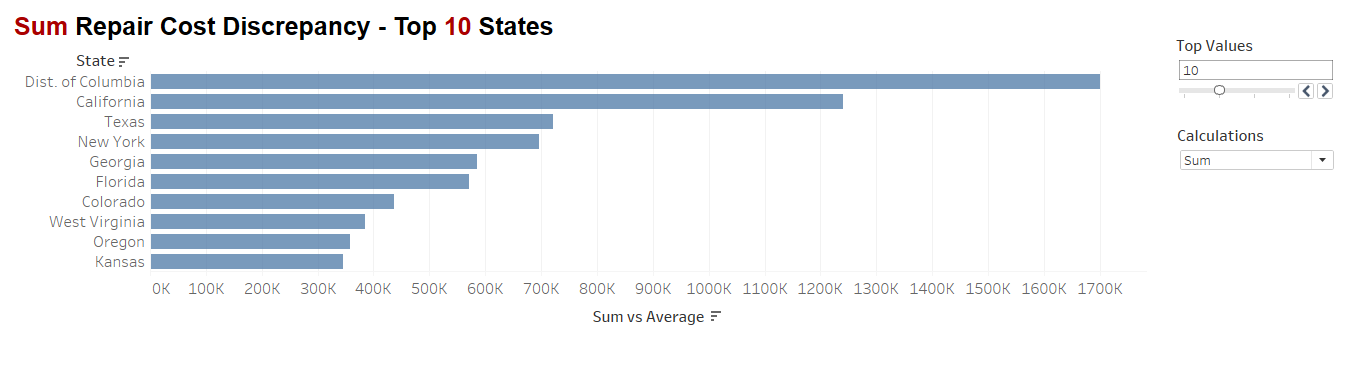 Sum Repair Cost Discrepancy - Top 10 States
State
Dist. of Columbia
California
Texas
New York
Georgia
Florida
Colorado
West Virginia
Oregon
Kansas
0K 100K 200K 300K 400K 500K 600K 700K 800K 900K 1000K 1100K 1200K 1300K 1400K 1500K 1600K 1700K
Sum vs Average
Top Values
10
Calculations
Sum